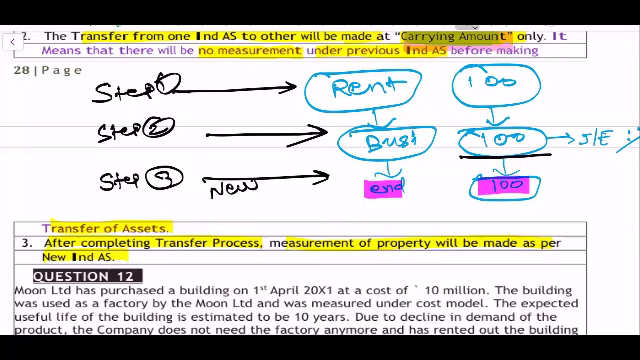 2. The Transfer from one Ind AS to other will be made at "Carrying Amount" only. It
Means that there will be no measurement under previous Ind AS before making
28 | Page
Step 1 Rent 100
Step 2 Bust 100 J/E
Step 3 New end 100
Transfer of Assets.
3. After completing Transfer Process, measurement of property will be made as per
New Ind AS.
QUESTION 12
Moon Ltd has purchased a building on 1st April 20X1 at a cost of ` 10 million. The
building was used as a factory by the Moon Ltd and was measured under cost model. The expected
useful life of the building is estimated to be 10 years. Due to decline in demand of the
product, the Company does not need the factory anymore and has rented out the building